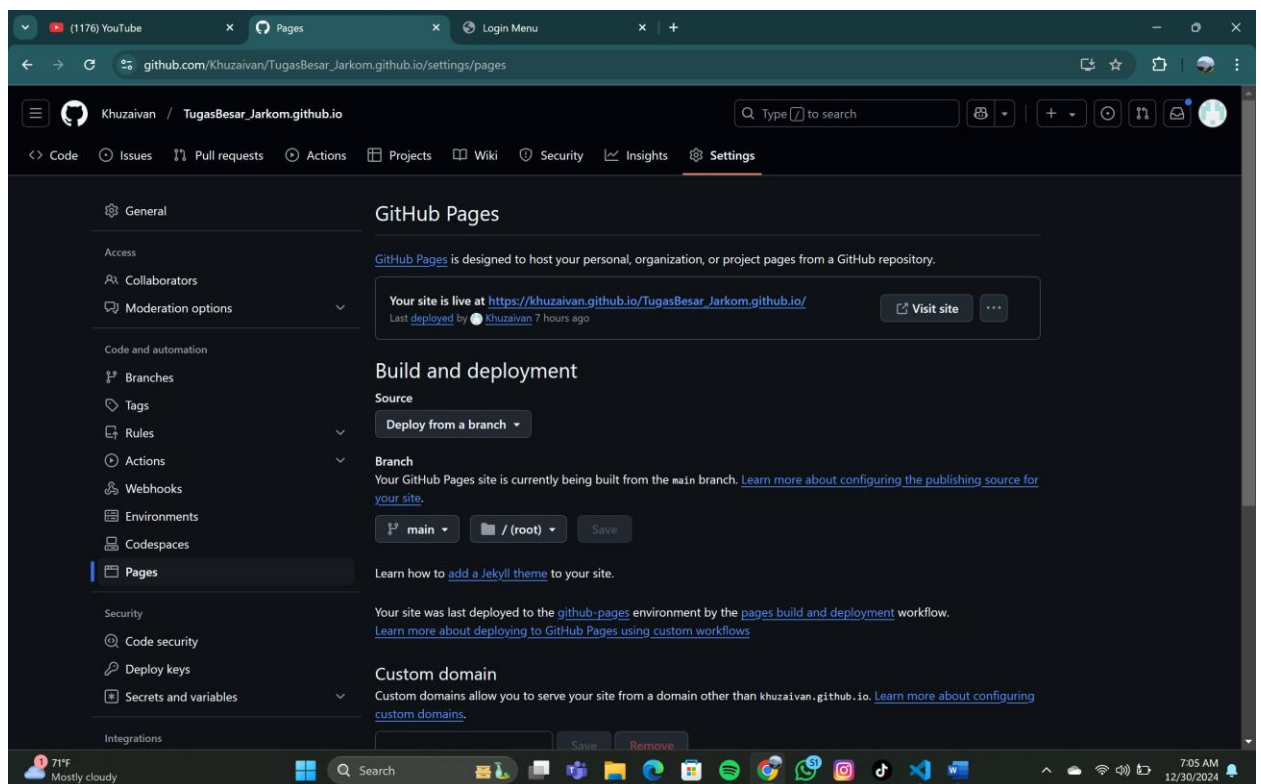 (1176) YouTube
Pages
Login Menu
github.com/Khuzaivan/TugasBesar_Jarkom.github.io/settings/pages
Khuzaivan / TugasBesar_Jarkom.github.io
Type / to search
Code
Issues
Pull requests
Actions
Projects
Wiki
Security
Insights
Settings
General
Access
Collaborators
Moderation options
Code and automation
Branches
Tags
Rules
Actions
Webhooks
Environments
Codespaces
Pages
Security
Code security
Deploy keys
Secrets and variables
Integrations
GitHub Pages
GitHub Pages is designed to host your personal, organization, or project pages from a GitHub repository.
Your site is live at https://khuzaivan.github.io/TugasBesar_Jarkom.github.io/
Last deployed by Khuzaivan 7 hours ago
Visit site
Build and deployment
Source
Deploy from a branch
Branch
Your GitHub Pages site is currently being built from the main branch. Learn more about configuring the publishing source for
your site.
main
/ (root)
Save
Learn how to add a Jekyll theme to your site.
Your site was last deployed to the github-pages environment by the pages build and deployment workflow.
Learn more about deploying to GitHub Pages using custom workflows
Custom domain
Custom domains allow you to serve your site from a domain other than khuzaivan.github.io. Learn more about configuring
custom domains.
Save
Remove
1
71°F
Mostly cloudy
Search
51
7:05 AM
12/30/2024